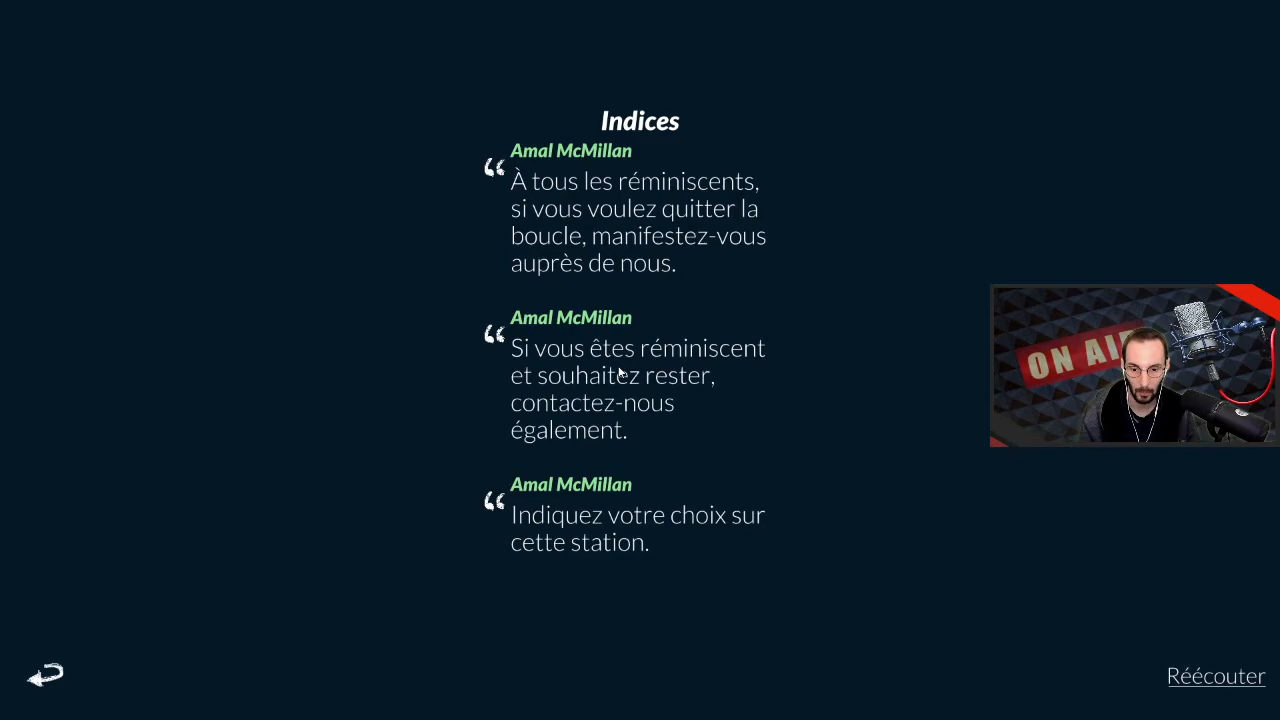 Indices
Amal McMillan
“
À tous les réminiscents,
si vous voulez quitter la
boucle, manifestez-vous
auprès de nous.
Amal McMillan
“
Si vous êtes réminiscent
et souhaitez rester,
contactez-nous
également.
Amal McMillan
“
Indiquez votre choix sur
cette station.
ON AI
Réécouter